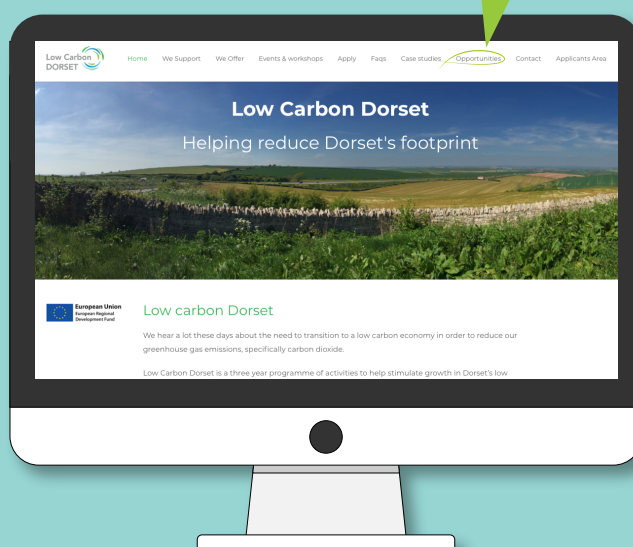 Low Carbon
DORSET
Home We Support We Offer Events & workshops Apply Faqs Case studies Opportunities Contact Applicants Area
Low Carbon Dorset
Helping reduce Dorset's footprint
European Union
European Regional
Development Fund
Low carbon Dorset
We hear a lot these days about the need to transition to a low carbon economy in order to reduce our
greenhouse gas emissions, specifically carbon dioxide.
Low Carbon Dorset is a three year programme of activities to help stimulate growth in Dorset's low